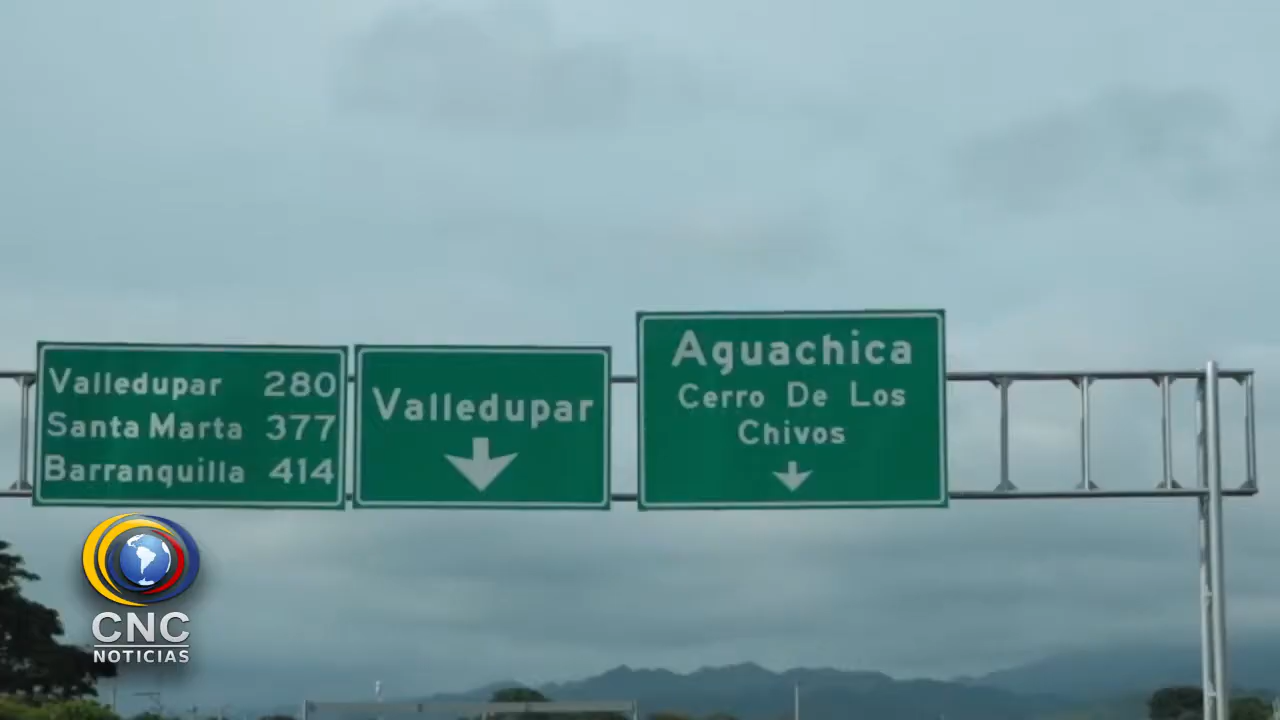 Valledupar 280
Santa Marta 377
Barranquilla 414
Valledupar
Aguachica
Cerro De Los
Chivos
CNC
NOTICIAS